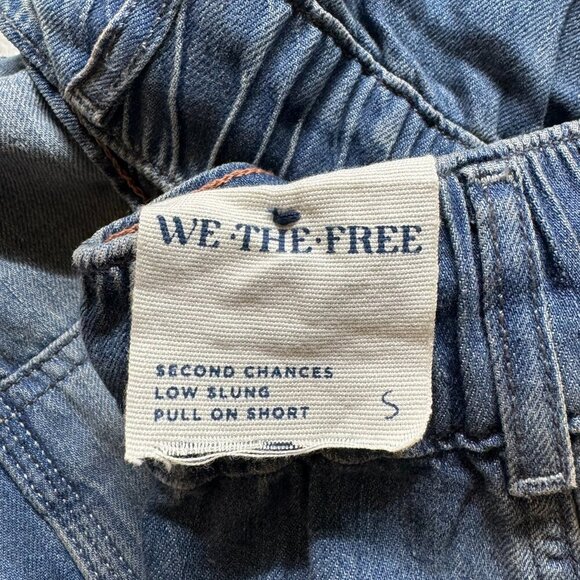 WE·THE·FREE
SECOND CHANCES
LOW SLUNG
PULL ON SHORT S